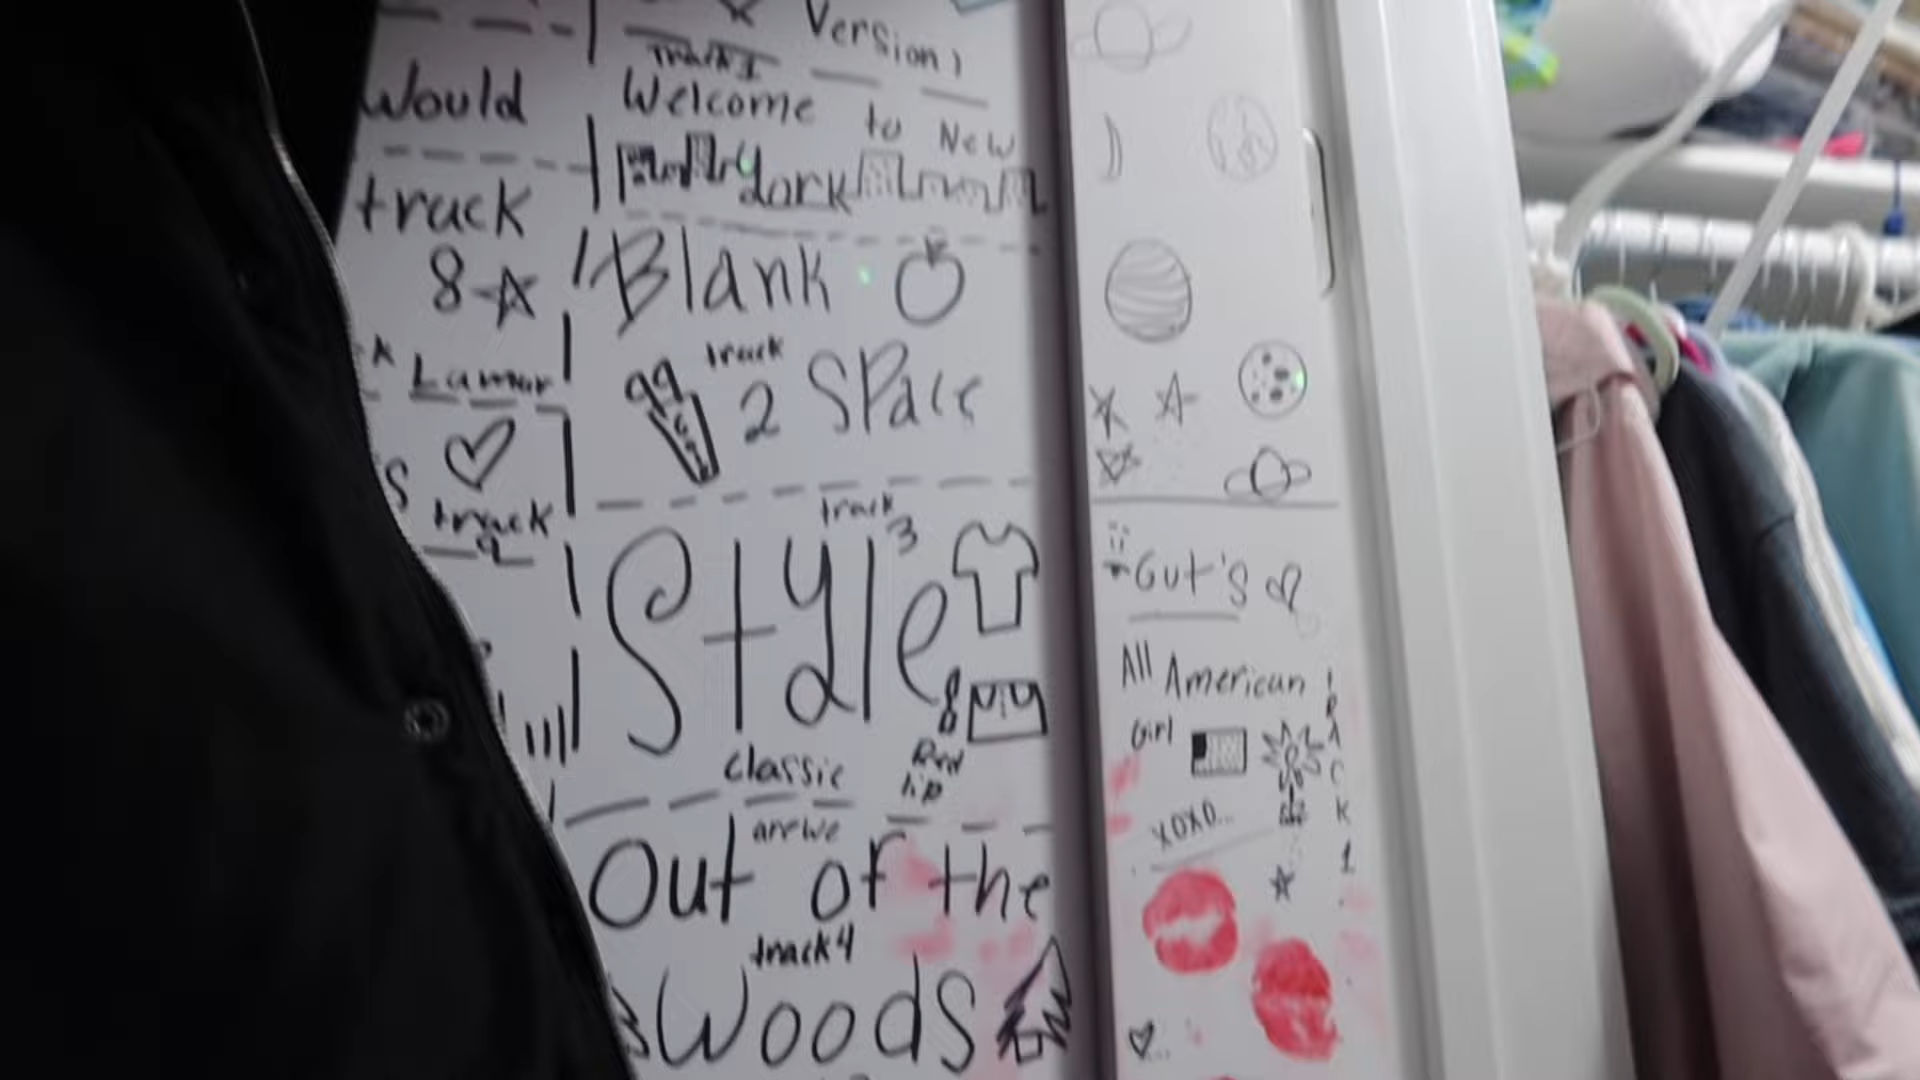 Would
track
8
Lamar
track
9
Version)
Track 1
Welcome
to New
York
Blank
track
2 Space
track
3
Style
classic
Red
lip
are we
Out of the
track 4
Woods
Gut's
All American
Girl
XOXO..
TRACK
1